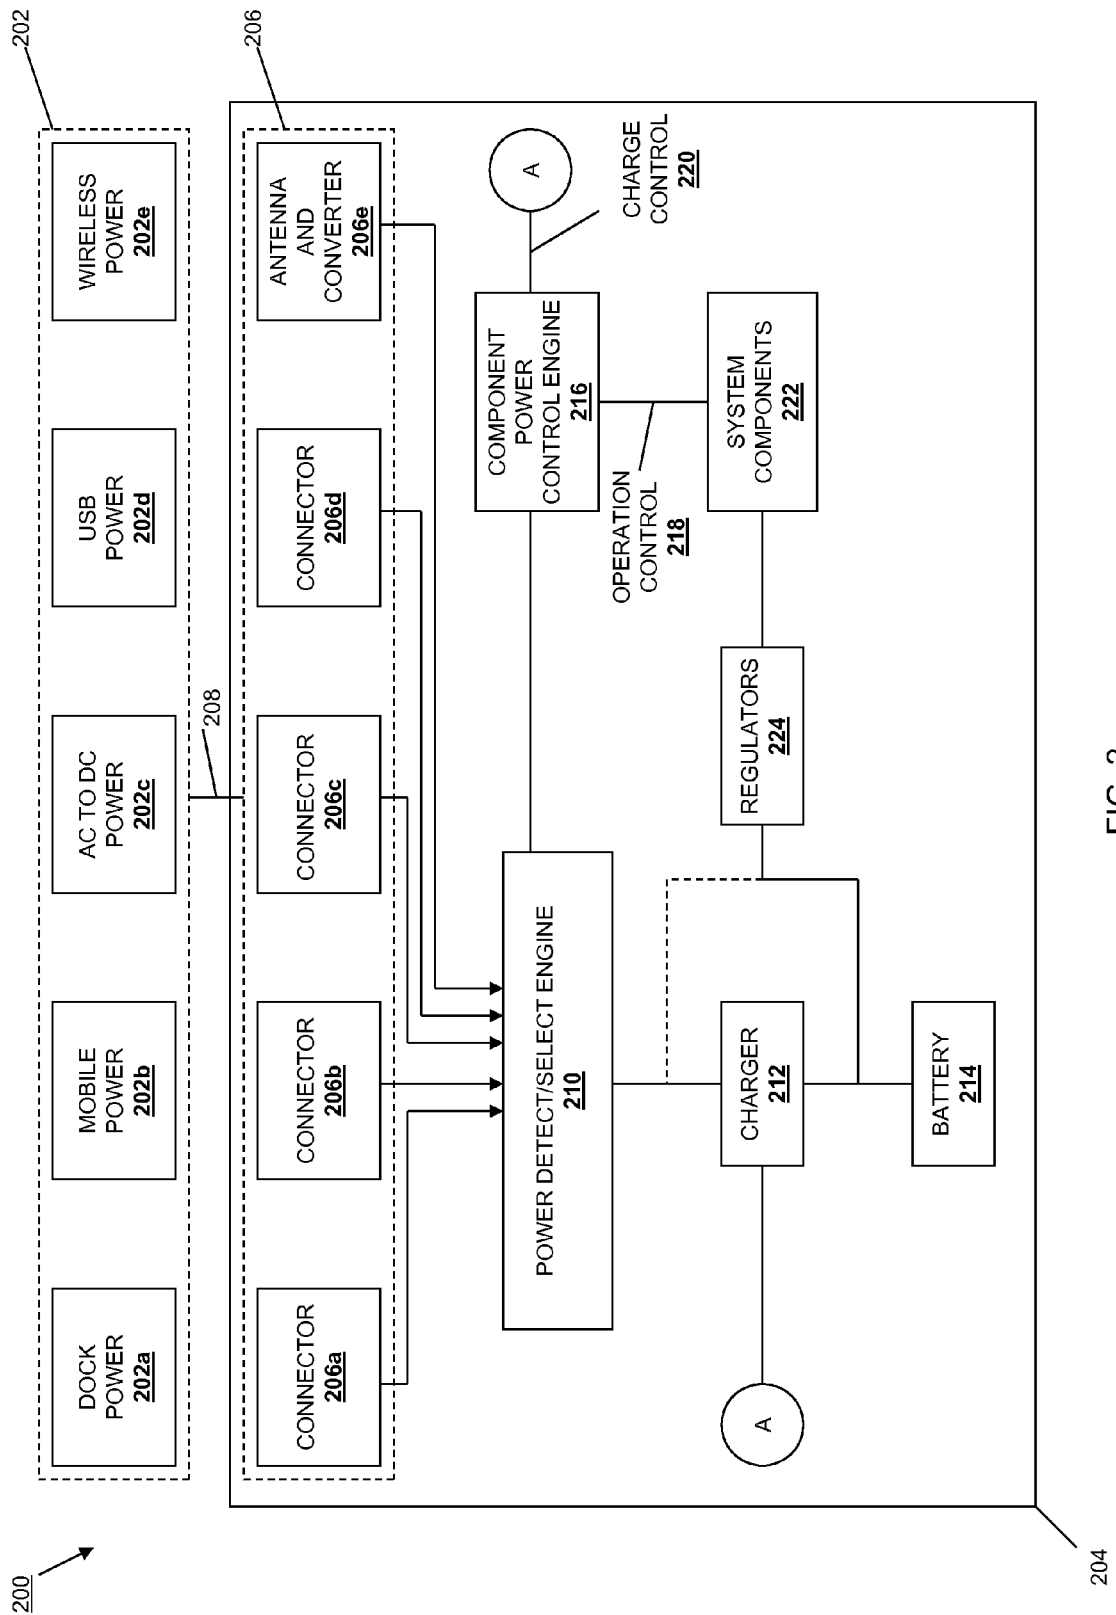 200
202
DOCK
POWER
202a
MOBILE
POWER
202b
AC TO DC
POWER
202c
USB
POWER
202d
WIRELESS
POWER
202e
208
206
CONNECTOR
206a
CONNECTOR
206b
CONNECTOR
206c
CONNECTOR
206d
ANTENNA
AND
CONVERTER
206e
POWER DETECT/SELECT ENGINE
210
COMPONENT
POWER
CONTROL ENGINE
216
A
CHARGE
CONTROL
220
OPERATION
CONTROL
218
A
CHARGER
212
REGULATORS
224
SYSTEM
COMPONENTS
222
BATTERY
214
204
FIG.